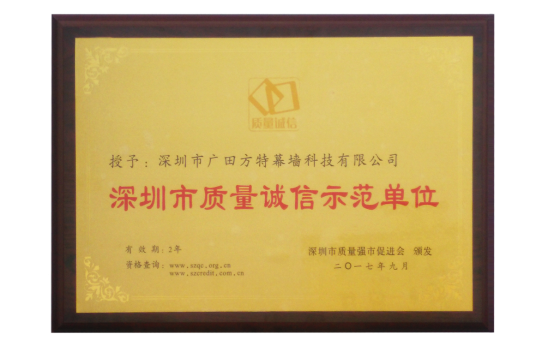 质量诚信
授予：深圳市广田方特幕墙科技有限公司
深圳市质量诚信示范单位
有效期：2年
资格查询：www.szqc.org.cn
www.szcredit.com.cn
深圳市质量强市促进会 颁发
二〇一七年九月